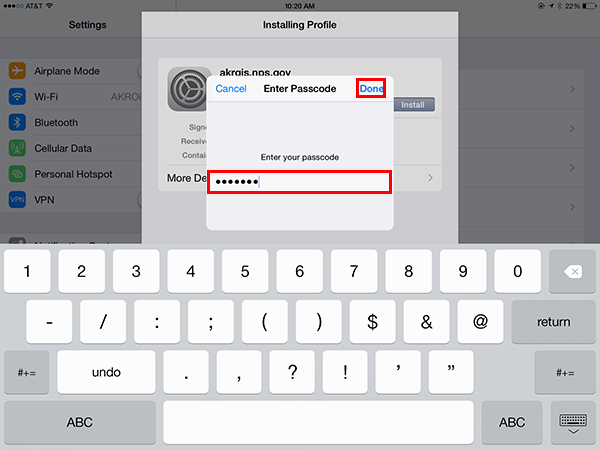 AT&T 10:20 AM 22%
Settings Installing Profile
akrgis.nps.gov
Cancel Enter Passcode Done
Install
Airplane Mode
Wi-Fi AKROi
Bluetooth
Cellular Data
Personal Hotspot
VPN
Signe
Receive
Contain
More De
Enter your passcode
•••••••
1 2 3 4 5 6 7 8 9 0
- / : ; ( ) $ & @ return
#+= undo . , ? ! ’ ” #+=
ABC ABC